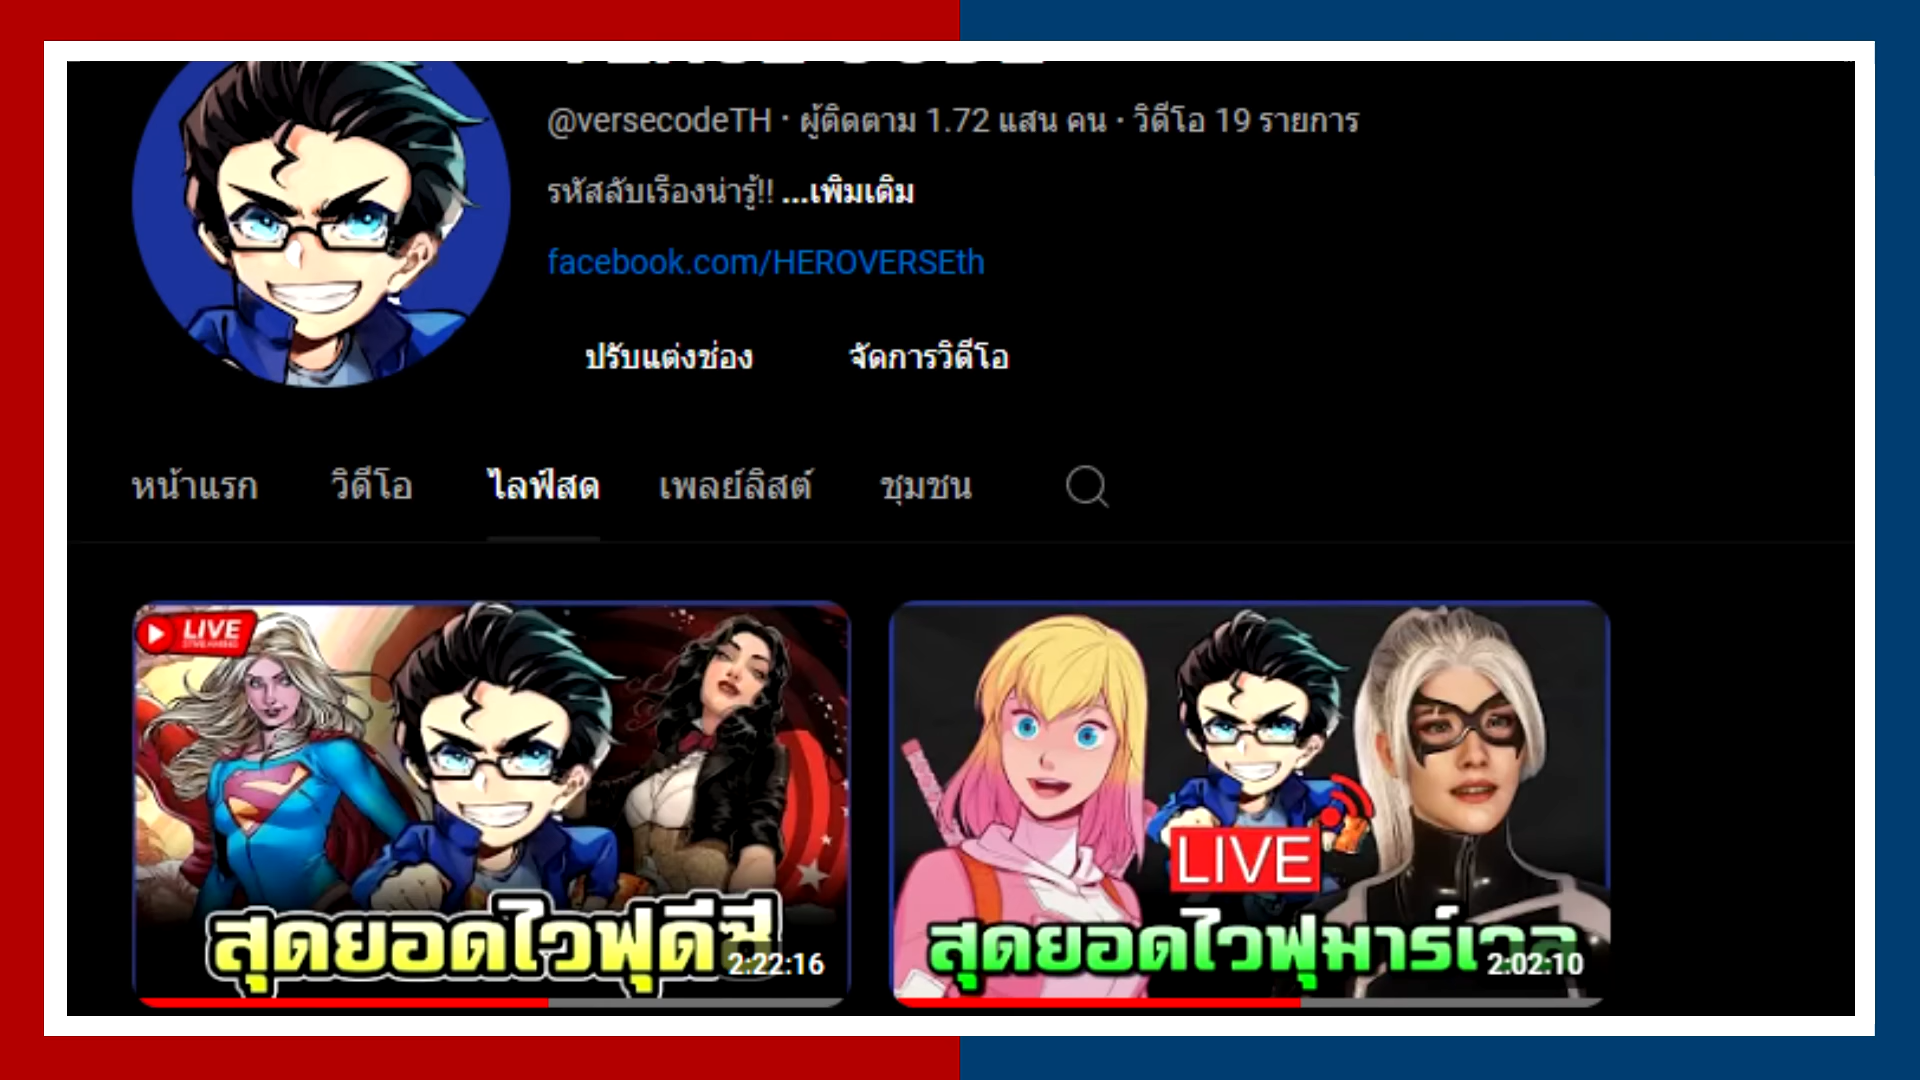 @versecodeTH · ผู้ติดตาม 1.72 แสน คน · วิดีโอ 19 รายการ
รหัสลับเรื่องน่ารู้!! ...เพิ่มเติม
facebook.com/HEROVERSEth
ปรับแต่งช่อง จัดการวิดีโอ
หน้าแรก วิดีโอ ไลฟ์สด เพลย์ลิสต์ ชุมชน
LIVE
STREAMING
สุดยอดไวฟุดีซี
2:22:16
LIVE
สุดยอดไวฟุมาร์เวล
2:02:10